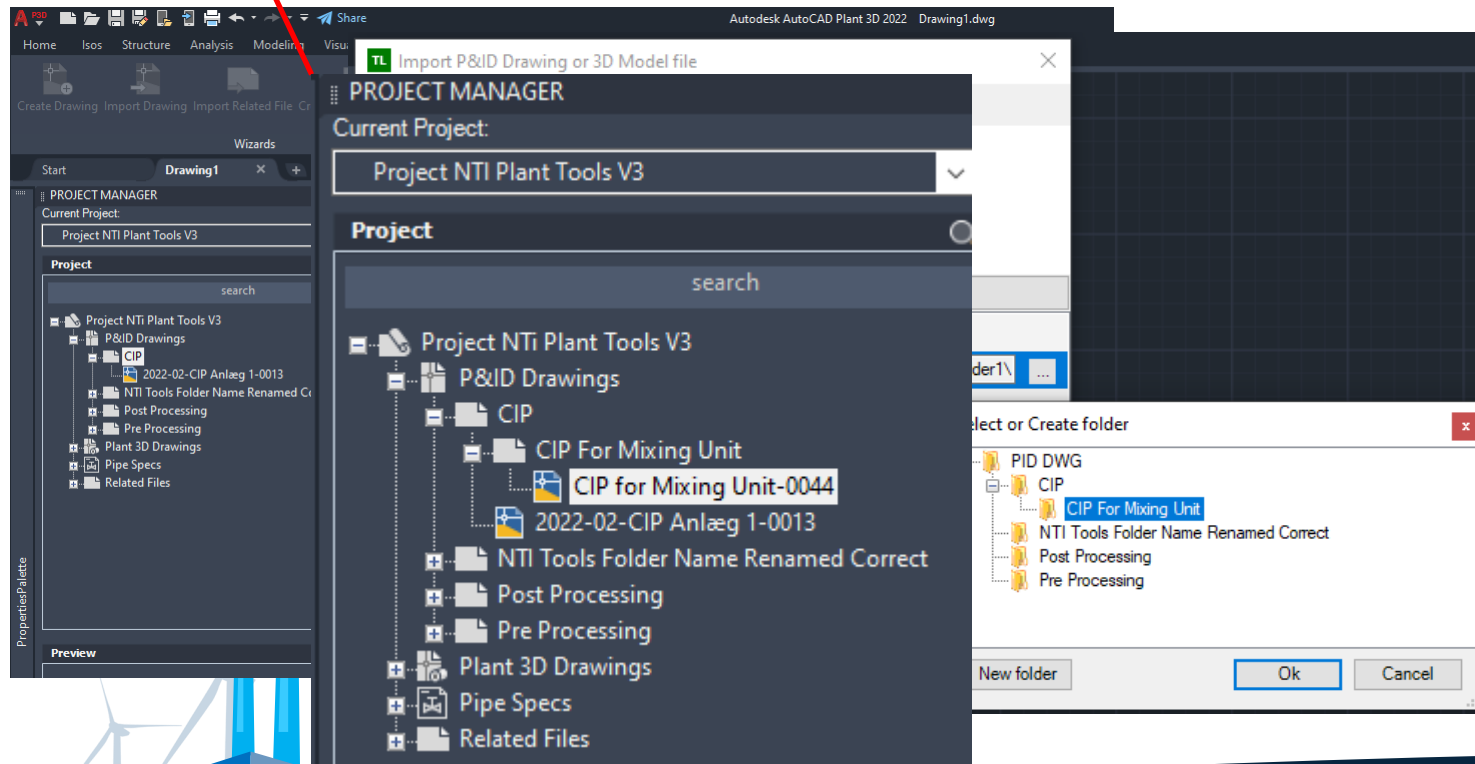 A P3D
Share
Autodesk AutoCAD Plant 3D 2022 Drawing1.dwg
Home Isos Structure Analysis Modeling Visu
Create Drawing Import Drawing Import Related File Cr
Wizards
Start Drawing1 × +
PROJECT MANAGER
Current Project:
Project NTI Plant Tools V3
Project
search
Project NTi Plant Tools V3
P&ID Drawings
CIP
2022-02-CIP Anlæg 1-0013
NTI Tools Folder Name Renamed Co
Post Processing
Pre Processing
Plant 3D Drawings
Pipe Specs
Related Files
PropertiesPalette
Preview
TL Import P&ID Drawing or 3D Model file
PROJECT MANAGER
Current Project:
Project NTI Plant Tools V3
Project
search
Project NTi Plant Tools V3
P&ID Drawings
CIP
CIP For Mixing Unit
CIP for Mixing Unit-0044
2022-02-CIP Anlæg 1-0013
NTI Tools Folder Name Renamed Correct
Post Processing
Pre Processing
Plant 3D Drawings
Pipe Specs
Related Files
der1\ ...
elect or Create folder
x
PID DWG
CIP
CIP For Mixing Unit
NTI Tools Folder Name Renamed Correct
Post Processing
Pre Processing
New folder Ok Cancel